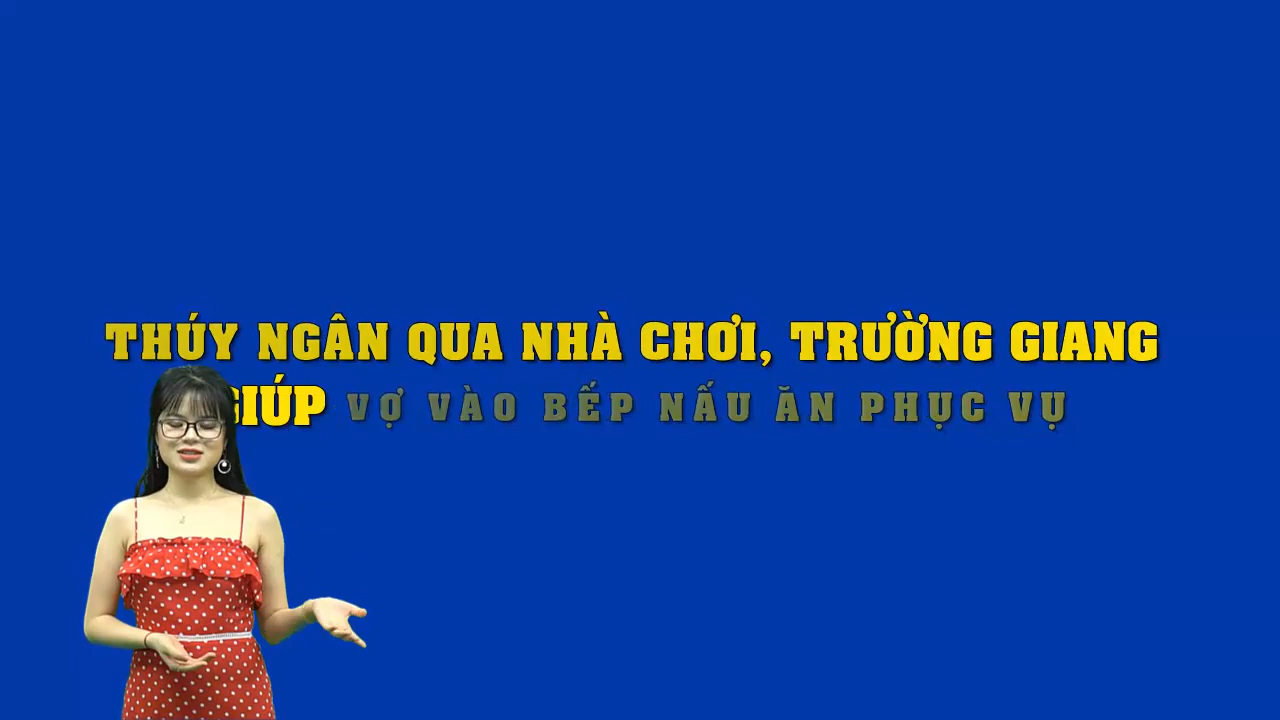 THÚY NGÂN QUA NHÀ CHƠI, TRƯỜNG GIANG
GIÚP VỢ VÀO BẾP NẤU ĂN PHỤC VỤ